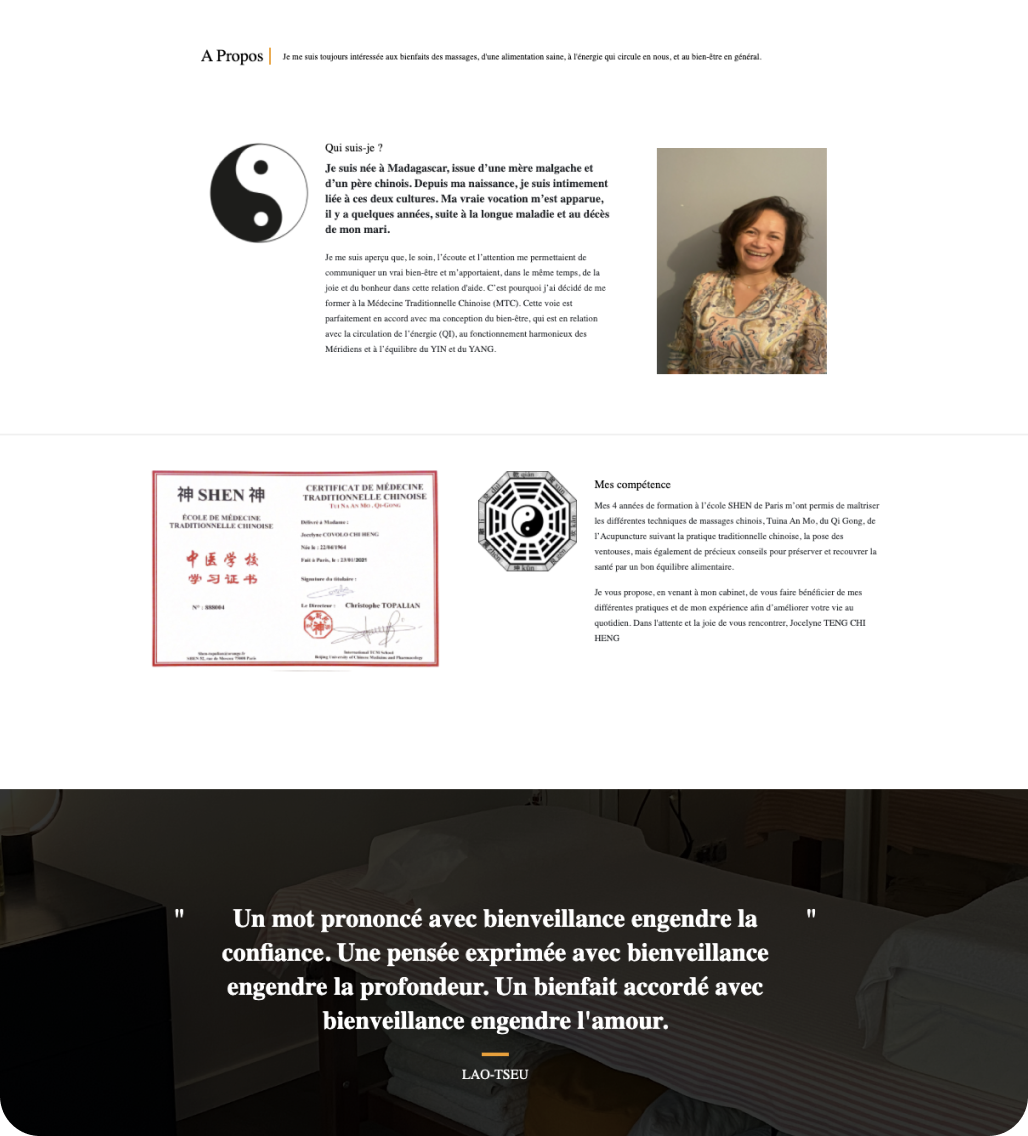 A Propos
Je me suis toujours intéressée aux bienfaits des massages, d'une alimentation saine, à l'énergie qui circule en nous, et au bien-être en général.
Qui suis-je ?
Je suis née à Madagascar, issue d'une mère malgache et
d'un père chinois. Depuis ma naissance, je suis intimement
liée à ces deux cultures. Ma vraie vocation m'est apparue,
il y a quelques années, suite à la longue maladie et au décès
de mon mari.
Je me suis aperçu que, le soin, l'écoute et l'attention me permettaient de
communiquer un vrai bien-être et m'apportaient, dans le même temps, de la
joie et du bonheur dans cette relation d'aide. C'est pourquoi j'ai décidé de me
former à la Médecine Traditionnelle Chinoise (MTC). Cette voie est
parfaitement en accord avec ma conception du bien-être, qui est en relation
avec la circulation de l'énergie (QI), au fonctionnement harmonieux des
Méridiens et à l'équilibre du YIN et du YANG.
神 SHEN 神
ÉCOLE DE MÉDECINE
TRADITIONNELLE CHINOISE
中医学校
学习证书
N° : 880004
CERTIFICAT DE MÉDECINE
TRADITIONNELLE CHINOISE
TUI NA AN MO - QI-GONG
Délivré à Madame :
Jocelyne COVOLO CHI HENG
Née le : 22/04/1964
Fait à Paris, le : 23/01/2025
Signature du titulaire :
Le Directeur : Christophe TOPALIAN
Beijing University of Chinese Medicine and Pharmacology
Mes compétence
Mes 4 années de formation à l'école SHEN de Paris m'ont permis de maîtriser
les différentes techniques de massages chinois, Tuina An Mo, du Qi Gong, de
l'Acupuncture suivant la pratique traditionnelle chinoise, la pose des
ventouses, mais également de précieux conseils pour préserver et recouvrer la
santé par un bon équilibre alimentaire.
Je vous propose, en venant à mon cabinet, de vous faire bénéficier de mes
différentes pratiques et de mon expérience afin d'améliorer votre vie au
quotidien. Dans l'attente et la joie de vous rencontrer, Jocelyne TENG CHI
HENG
" Un mot prononcé avec bienveillance engendre la "
confiance. Une pensée exprimée avec bienveillance
engendre la profondeur. Un bienfait accordé avec
bienveillance engendre l'amour.
LAO-TSEU